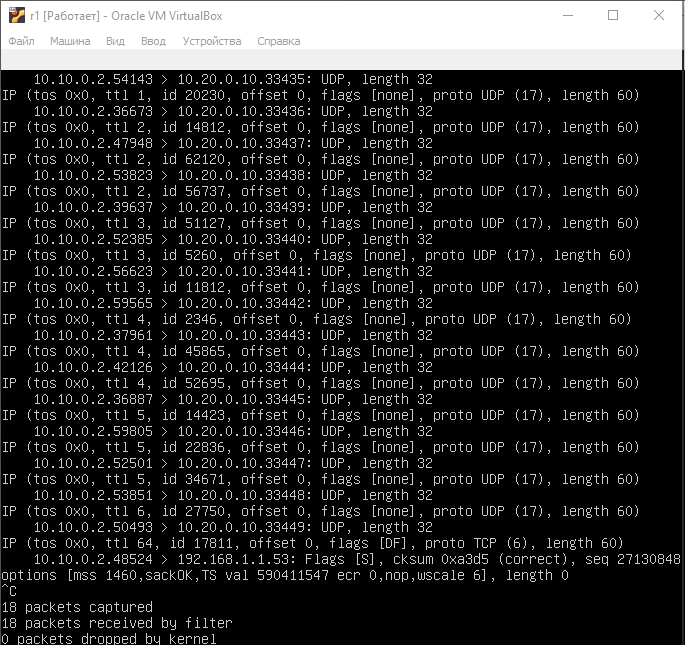 r1 [Работает] - Oracle VM VirtualBox
Файл Машина Вид Ввод Устройства Справка
10.10.0.2.54143 > 10.20.0.10.33435: UDP, length 32
IP (tos 0x0, ttl 1, id 20230, offset 0, flags [none], proto UDP (17), length 60)
10.10.0.2.36673 > 10.20.0.10.33436: UDP, length 32
IP (tos 0x0, ttl 2, id 14812, offset 0, flags [none], proto UDP (17), length 60)
10.10.0.2.47948 > 10.20.0.10.33437: UDP, length 32
IP (tos 0x0, ttl 2, id 62120, offset 0, flags [none], proto UDP (17), length 60)
10.10.0.2.53823 > 10.20.0.10.33438: UDP, length 32
IP (tos 0x0, ttl 2, id 56737, offset 0, flags [none], proto UDP (17), length 60)
10.10.0.2.39637 > 10.20.0.10.33439: UDP, length 32
IP (tos 0x0, ttl 3, id 51127, offset 0, flags [none], proto UDP (17), length 60)
10.10.0.2.52385 > 10.20.0.10.33440: UDP, length 32
IP (tos 0x0, ttl 3, id 5260, offset 0, flags [none], proto UDP (17), length 60)
10.10.0.2.56623 > 10.20.0.10.33441: UDP, length 32
IP (tos 0x0, ttl 3, id 11812, offset 0, flags [none], proto UDP (17), length 60)
10.10.0.2.59565 > 10.20.0.10.33442: UDP, length 32
IP (tos 0x0, ttl 4, id 2346, offset 0, flags [none], proto UDP (17), length 60)
10.10.0.2.37961 > 10.20.0.10.33443: UDP, length 32
IP (tos 0x0, ttl 4, id 45865, offset 0, flags [none], proto UDP (17), length 60)
10.10.0.2.42126 > 10.20.0.10.33444: UDP, length 32
IP (tos 0x0, ttl 4, id 52695, offset 0, flags [none], proto UDP (17), length 60)
10.10.0.2.36887 > 10.20.0.10.33445: UDP, length 32
IP (tos 0x0, ttl 5, id 14423, offset 0, flags [none], proto UDP (17), length 60)
10.10.0.2.59805 > 10.20.0.10.33446: UDP, length 32
IP (tos 0x0, ttl 5, id 22836, offset 0, flags [none], proto UDP (17), length 60)
10.10.0.2.52501 > 10.20.0.10.33447: UDP, length 32
IP (tos 0x0, ttl 5, id 34671, offset 0, flags [none], proto UDP (17), length 60)
10.10.0.2.53851 > 10.20.0.10.33448: UDP, length 32
IP (tos 0x0, ttl 6, id 27750, offset 0, flags [none], proto UDP (17), length 60)
10.10.0.2.50493 > 10.20.0.10.33449: UDP, length 32
IP (tos 0x0, ttl 64, id 17811, offset 0, flags [DF], proto TCP (6), length 60)
10.10.0.2.48524 > 192.168.1.1.53: Flags [S], cksum 0xa3d5 (correct), seq 27130848
options [mss 1460,sackOK,TS val 590411547 ecr 0,nop,wscale 6], length 0
^C
18 packets captured
18 packets received by filter
0 packets dropped by kernel